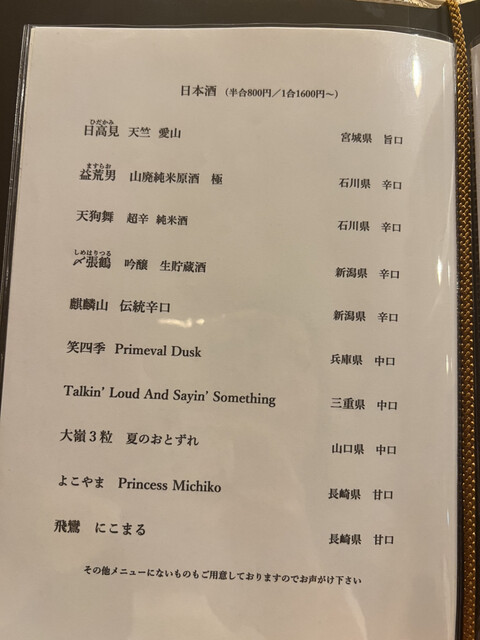 日本酒 （半合800円／1合1600円～）
ひだかみ
日高見 天竺 愛山 宮城県 旨口
ますらお
益荒男 山廃純米原酒 極 石川県 辛口
天狗舞 超辛 純米酒 石川県 辛口
しめはりつる
〆張鶴 吟醸 生貯蔵酒 新潟県 辛口
麒麟山 伝統辛口 新潟県 辛口
笑四季 Primeval Dusk 兵庫県 中口
Talkin’ Loud And Sayin’ Something 三重県 中口
大嶺３粒 夏のおとずれ 山口県 中口
よこやま Princess Michiko 長崎県 甘口
飛鸞 にこまる 長崎県 甘口
その他メニューにないものもご用意しておりますのでお声がけ下さい